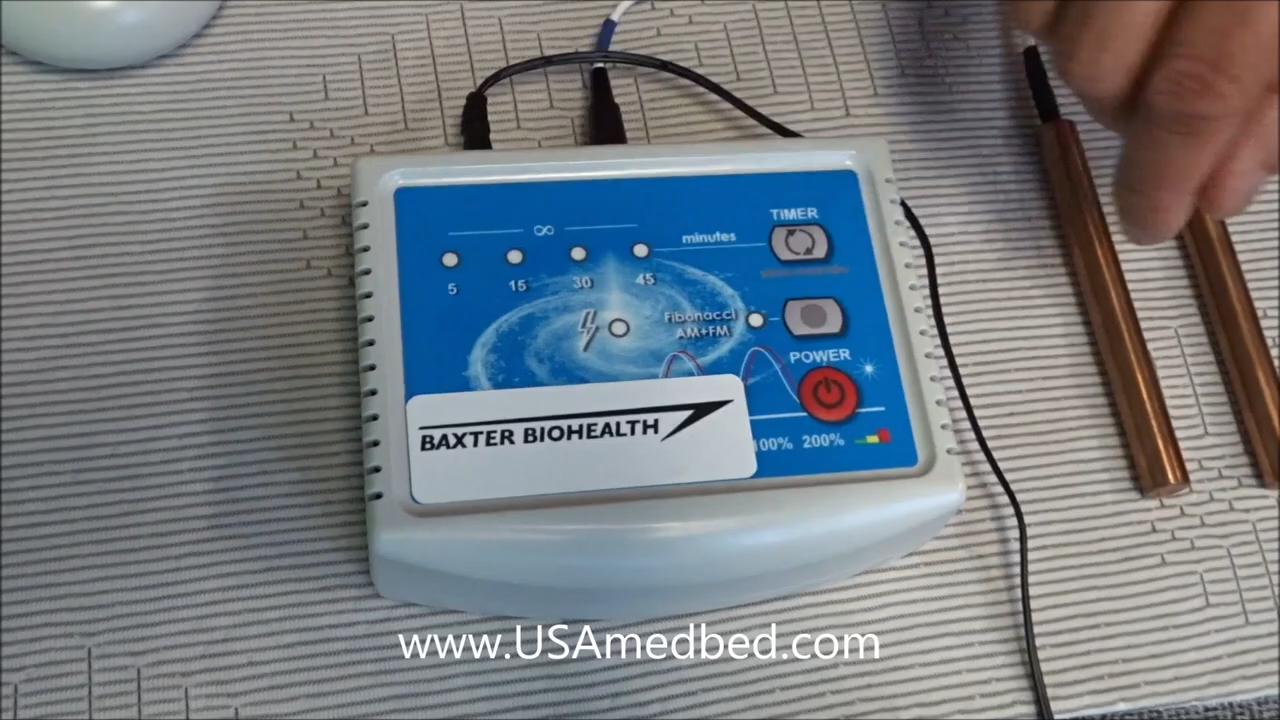 TIMER
∞
minutes
5 15 30 45
Fibonacci
AM+FM
POWER
100% 200%
BAXTER BIOHEALTH
www.USAmedbed.com